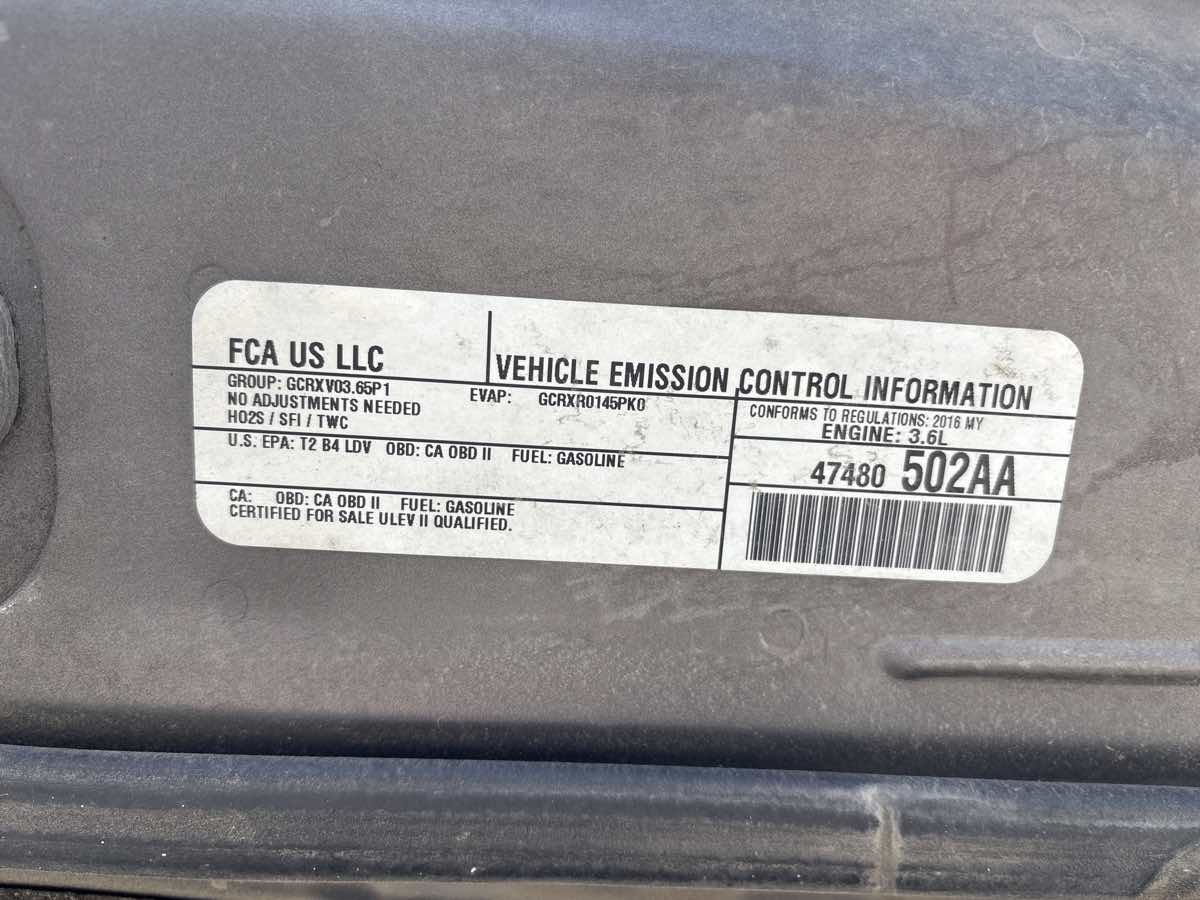 FCA US LLC
VEHICLE EMISSION CONTROL INFORMATION
GROUP: GCRXV03.65P1
EVAP: GCRXR0145PK0
NO ADJUSTMENTS NEEDED
HO2S / SFI / TWC
CONFORMS TO REGULATIONS: 2016 MY
ENGINE: 3.6L
U.S. EPA: T2 B4 LDV OBD: CA OBD II FUEL: GASOLINE
47480 502AA
CA: OBD: CA OBD II FUEL: GASOLINE
CERTIFIED FOR SALE ULEV II QUALIFIED.